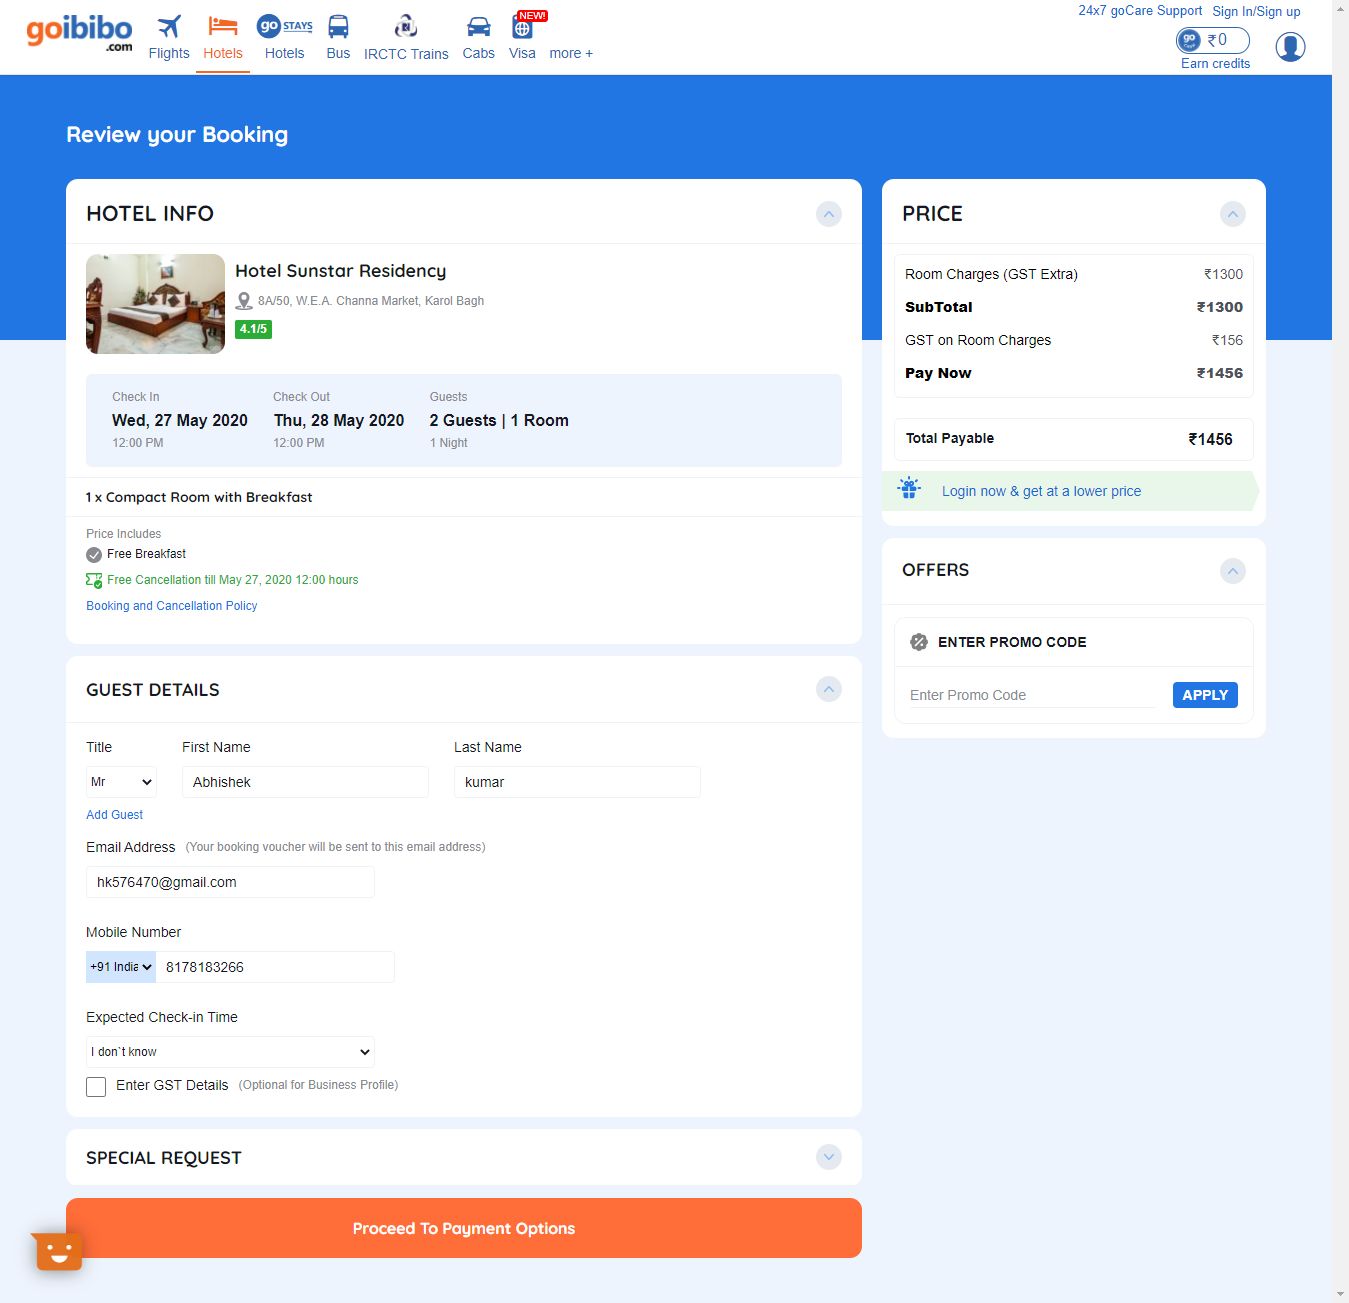 goibibo
.com
Flights
Hotels
go STAYS
Hotels
Bus
IRCTC Trains
Cabs
NEW!
Visa
more +
24x7 goCare Support
Sign In/Sign up
go
₹0
Earn credits
Review your Booking
HOTEL INFO
Hotel Sunstar Residency
8A/50, W.E.A. Channa Market, Karol Bagh
4.1/5
Check In
Wed, 27 May 2020
12:00 PM
Check Out
Thu, 28 May 2020
12:00 PM
Guests
2 Guests | 1 Room
1 Night
1 x Compact Room with Breakfast
Price Includes
Free Breakfast
Free Cancellation till May 27, 2020 12:00 hours
Booking and Cancellation Policy
GUEST DETAILS
Title
First Name
Last Name
Mr
Abhishek
kumar
Add Guest
Email Address (Your booking voucher will be sent to this email address)
hk576470@gmail.com
Mobile Number
+91 India
8178183266
Expected Check-in Time
I don`t know
Enter GST Details (Optional for Business Profile)
SPECIAL REQUEST
Proceed To Payment Options
PRICE
Room Charges (GST Extra) ₹1300
SubTotal ₹1300
GST on Room Charges ₹156
Pay Now ₹1456
Total Payable ₹1456
Login now & get at a lower price
OFFERS
ENTER PROMO CODE
Enter Promo Code
APPLY